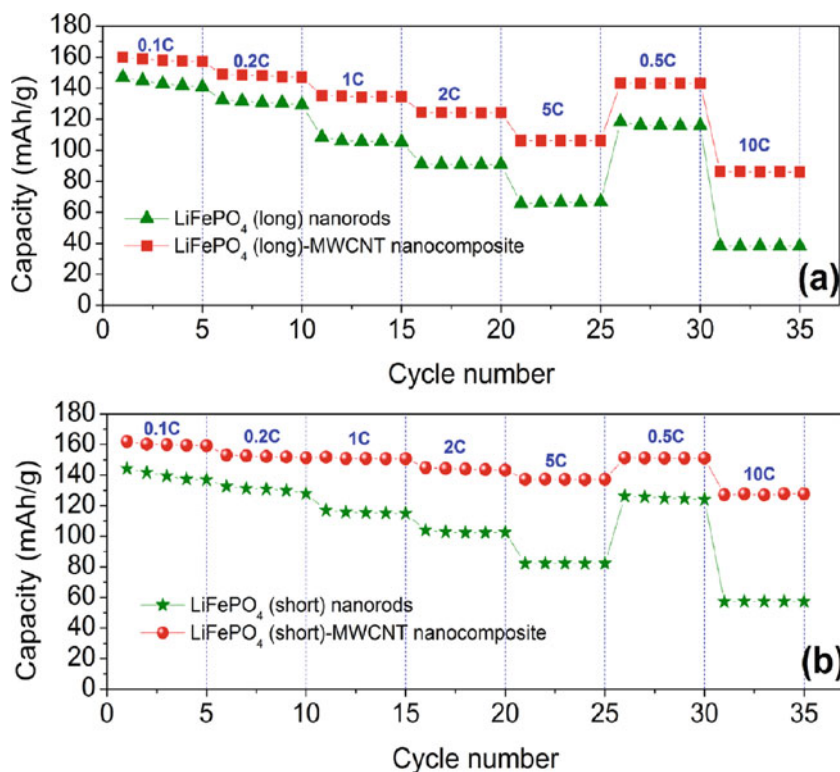 180
160
140
120
100
80
60
40
20
0
Capacity (mAh/g)
0.1C
0.2C
1C
2C
5C
0.5C
10C
LiFePO₄ (long) nanorods
LiFePO₄ (long)-MWCNT nanocomposite
(a)
0 5 10 15 20 25 30 35
Cycle number
180
160
140
120
100
80
60
40
20
0
Capacity (mAh/g)
0.1C
0.2C
1C
2C
5C
0.5C
10C
LiFePO₄ (short) nanorods
LiFePO₄ (short)-MWCNT nanocomposite
(b)
0 5 10 15 20 25 30 35
Cycle number